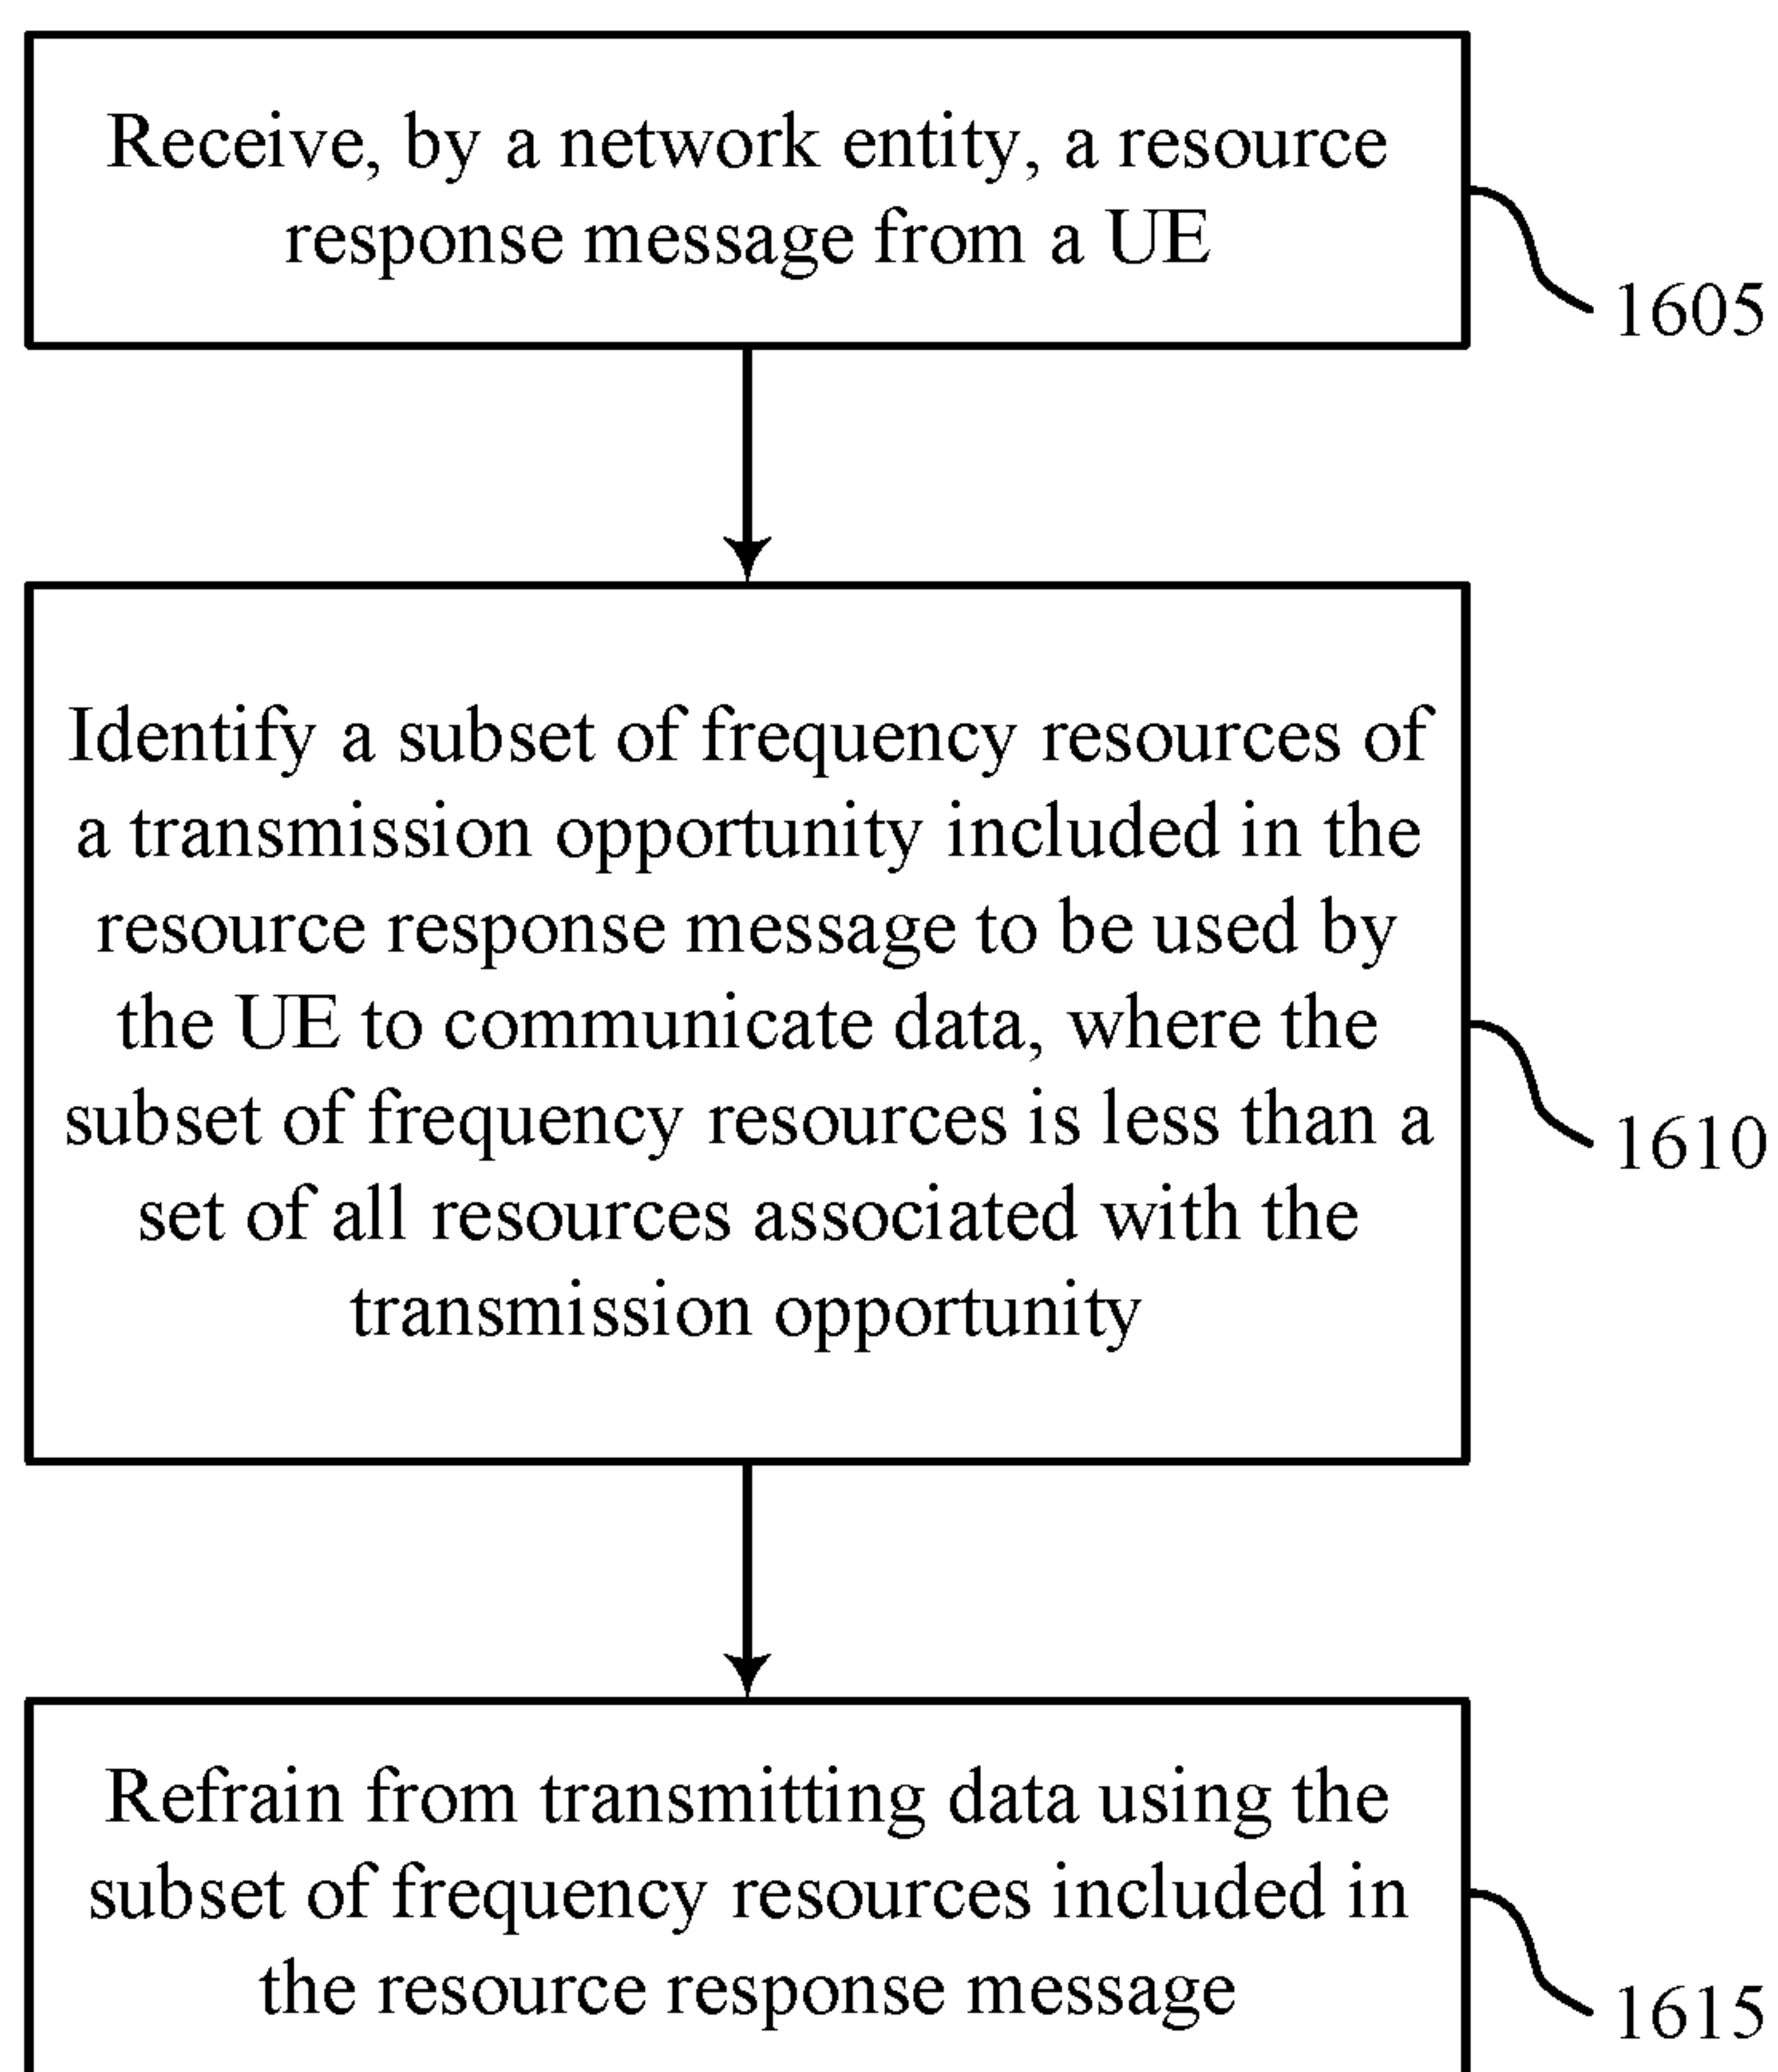 Receive, by a network entity, a resource
response message from a UE
1605
Identify a subset of frequency resources of
a transmission opportunity included in the
resource response message to be used by
the UE to communicate data, where the
subset of frequency resources is less than a
set of all resources associated with the
transmission opportunity
1610
Refrain from transmitting data using the
subset of frequency resources included in
the resource response message
1615